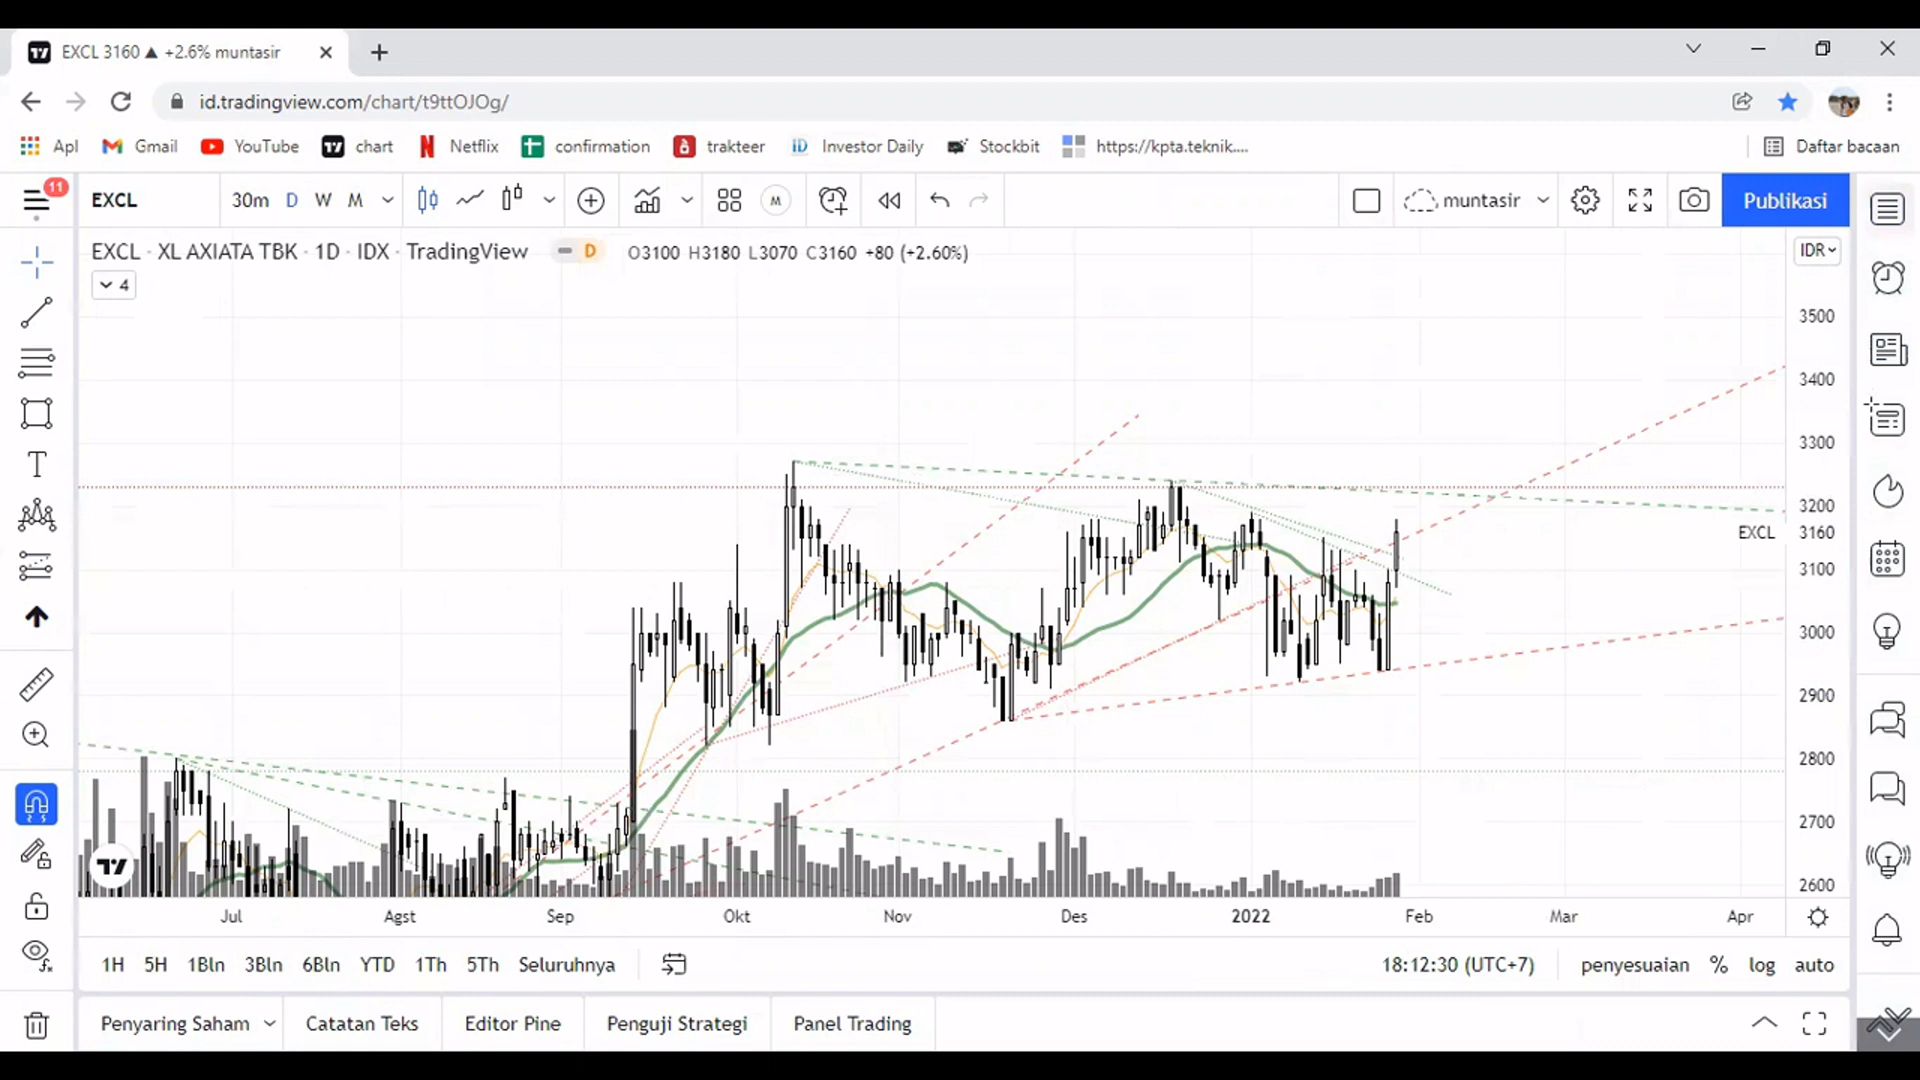 EXCL 3160 ▲ +2.6% muntasir
id.tradingview.com/chart/t9ttOJOg/
Apl Gmail YouTube chart Netflix confirmation trakteer Investor Daily Stockbit https://kpta.teknik.... Daftar bacaan
11
EXCL 30m D W M M muntasir Publikasi
EXCL · XL AXIATA TBK · 1D · IDX · TradingView D O3100 H3180 L3070 C3160 +80 (+2.60%) IDR
4
3500
3400
3300
3200
EXCL 3160
3100
3000
2900
2800
2700
2600
Jul Agst Sep Okt Nov Des 2022 Feb Mar Apr
1H 5H 1Bln 3Bln 6Bln YTD 1Th 5Th Seluruhnya 18:12:30 (UTC+7) penyesuaian % log auto
Penyaring Saham Catatan Teks Editor Pine Penguji Strategi Panel Trading